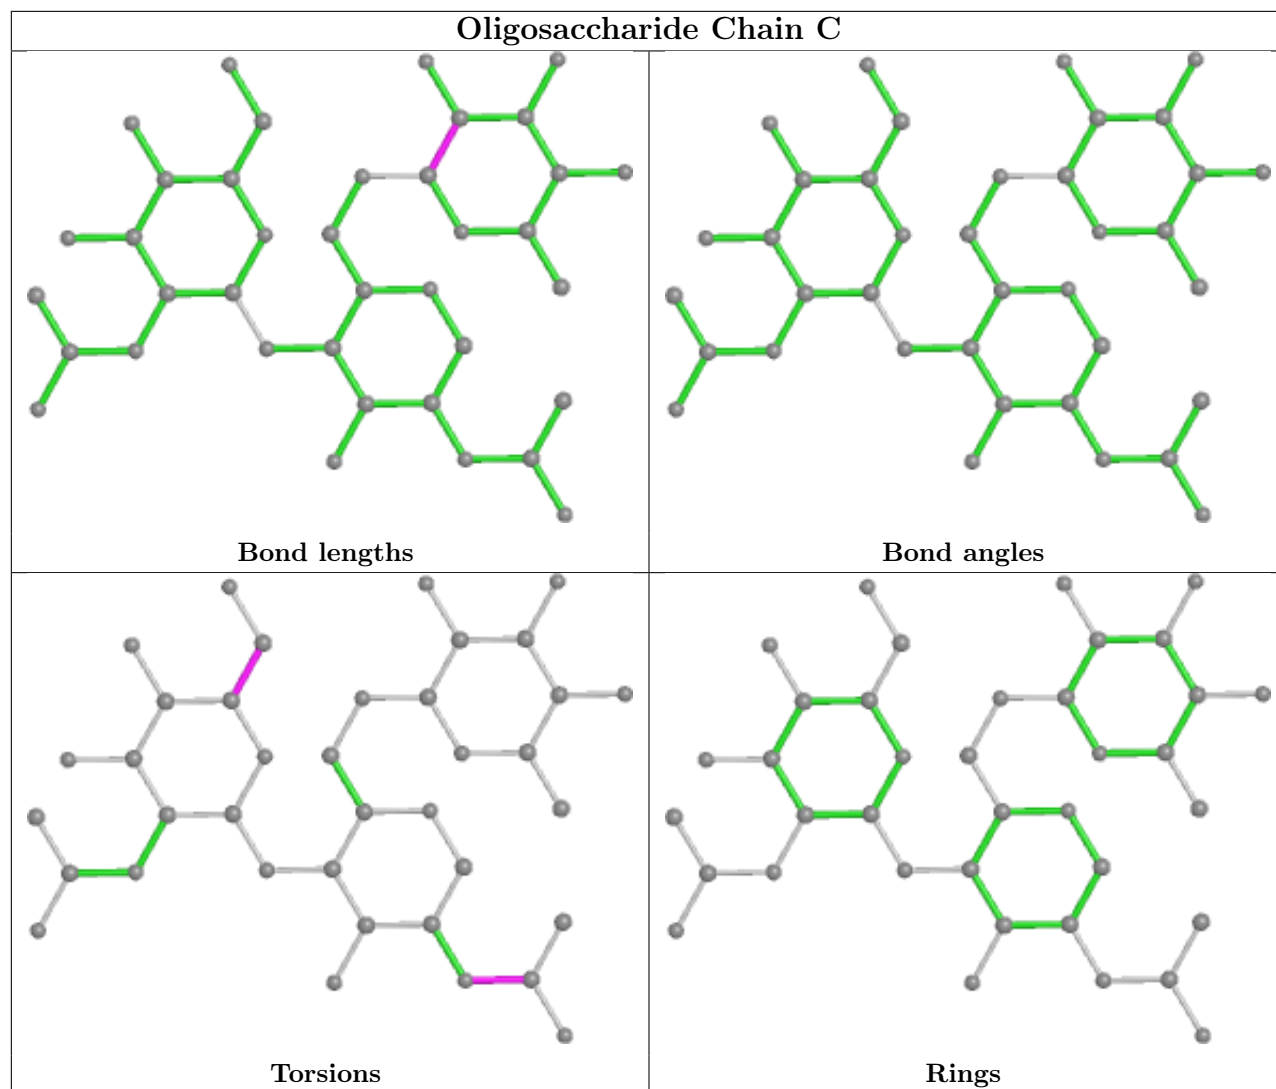 Oligosaccharide Chain C
Bond lengths
Bond angles
Torsions
Rings